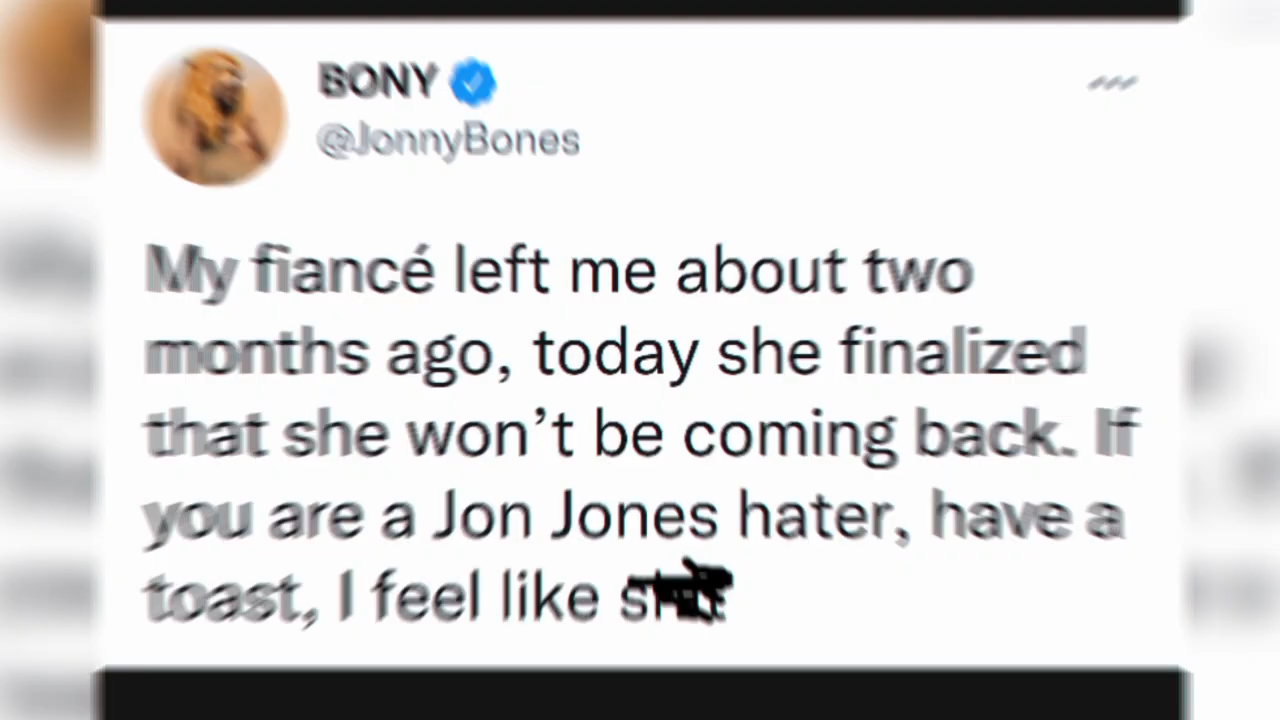 BONY
@JonnyBones
My fiancé left me about two
months ago, today she finalized
that she won’t be coming back. If
you are a Jon Jones hater, have a
toast, I feel like